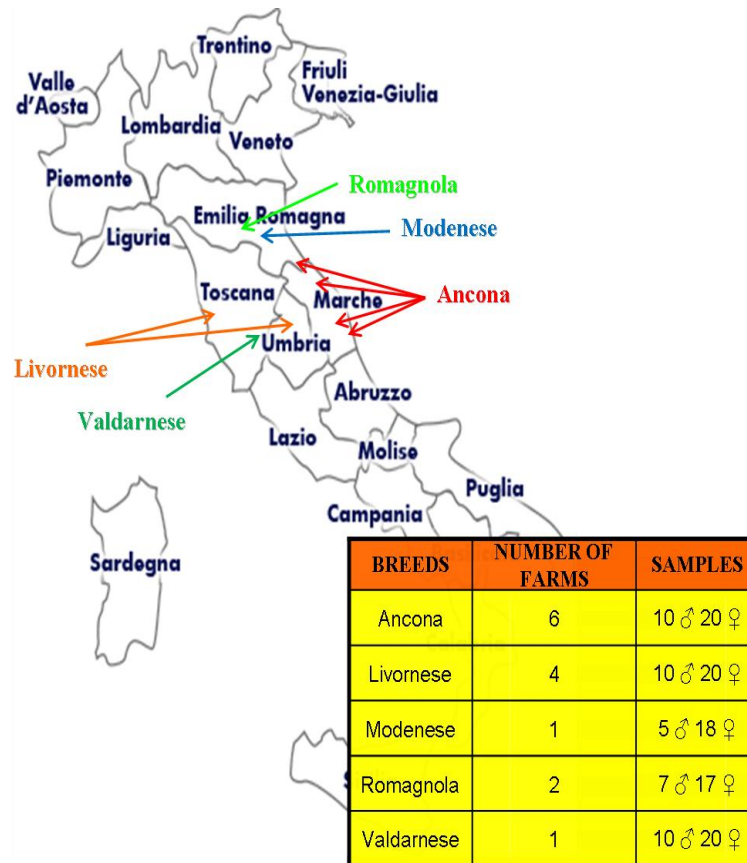 Trentino
Friuli
Venezia-Giulia
Valle
d'Aosta
Lombardia
Veneto
Piemonte
Romagnola
Emilia Romagna
Modenese
Liguria
Toscana
Marche
Ancona
Umbria
Livornese
Valdarnese
Abruzzo
Lazio
Molise
Puglia
Campania
Sardegna
BREEDS NUMBER OF FARMS SAMPLES
Ancona 6 10 ♂ 20 ♀
Livornese 4 10 ♂ 20 ♀
Modenese 1 5 ♂ 18 ♀
Romagnola 2 7 ♂ 17 ♀
Valdarnese 1 10 ♂ 20 ♀